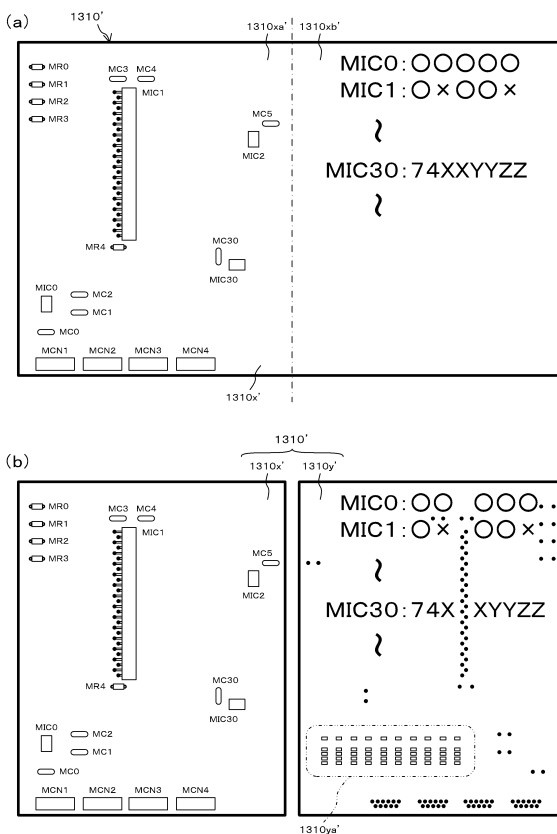 (a)
1310'
1310xa'
1310xb'
MR0
MR1
MR2
MR3
MC3
MC4
MIC1
MC5
MIC2
MR4
MC30
MIC30
MIC0
MC2
MC1
MC0
MCN1
MCN2
MCN3
MCN4
1310x'
MIC0:○○○○○
MIC1:○×○○×
~
MIC30:74XXYYZZ
~
(b)
1310'
1310x'
1310y'
MR0
MR1
MR2
MR3
MC3
MC4
MIC1
MC5
MIC2
MR4
MC30
MIC30
MIC0
MC2
MC1
MC0
MCN1
MCN2
MCN3
MCN4
MIC0:○○ ○○○
MIC1:○× ○○×
~
MIC30:74X XYYZZ
~
1310ya'